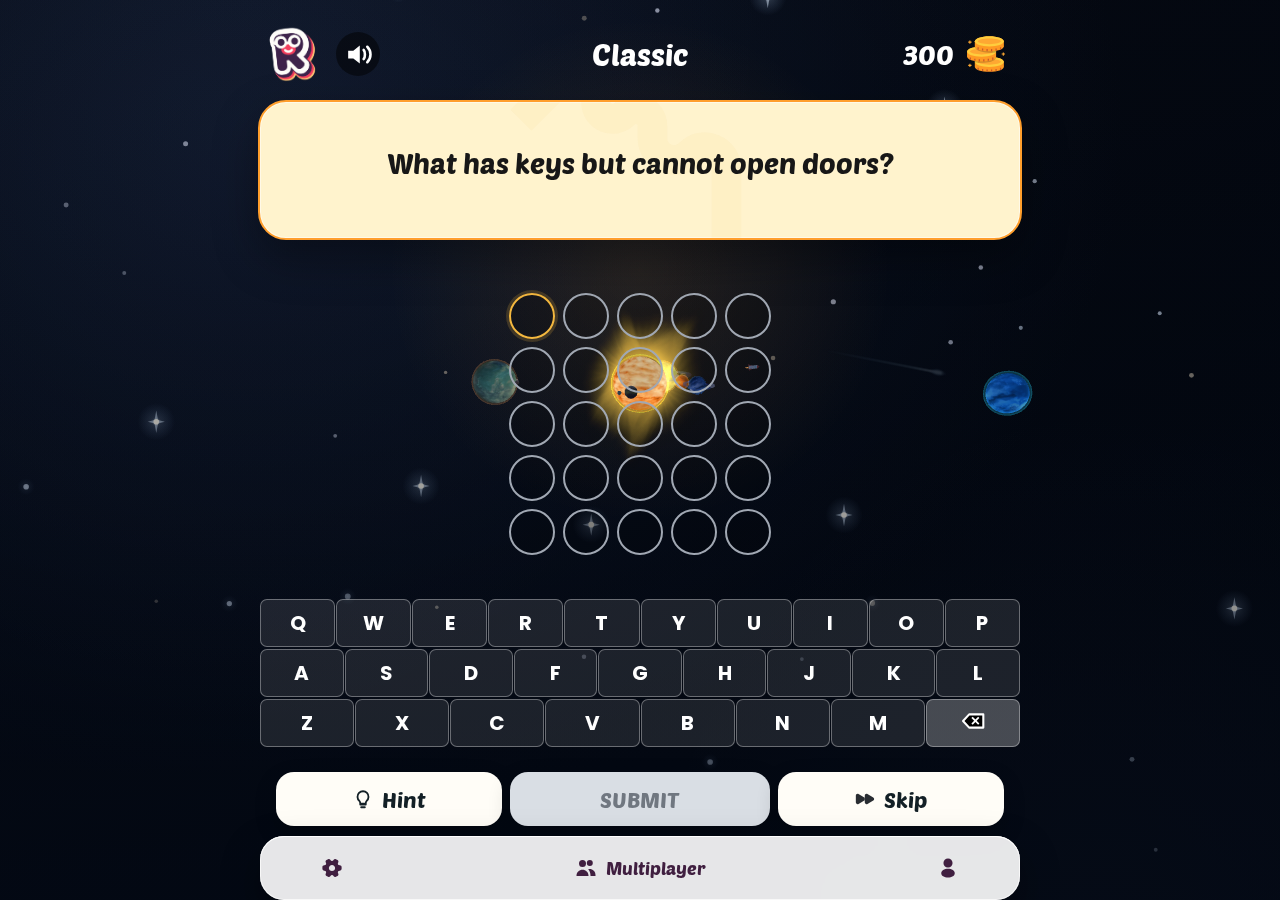 R
Classic
300
What has keys but cannot open doors?
Q W E R T Y U I O P
A S D F G H J K L
Z X C V B N M
Hint
SUBMIT
Skip
Multiplayer